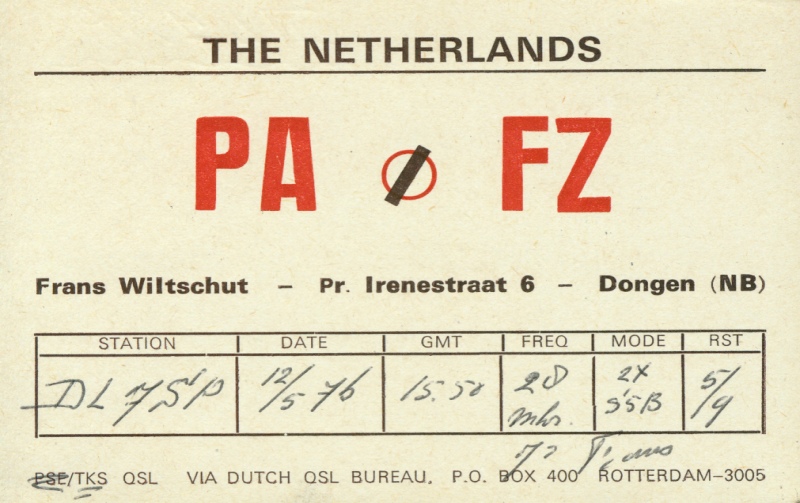 THE NETHERLANDS
PA Ø FZ
Frans Wiltschut – Pr. Irenestraat 6 – Dongen (NB)
STATION DATE GMT FREQ MODE RST
DL7SP 12/5 76 15.50 28 mhz. 2X SSB 5/9
73 Frans
PSE/TKS QSL VIA DUTCH QSL BUREAU, P.O. BOX 400 ROTTERDAM–3005